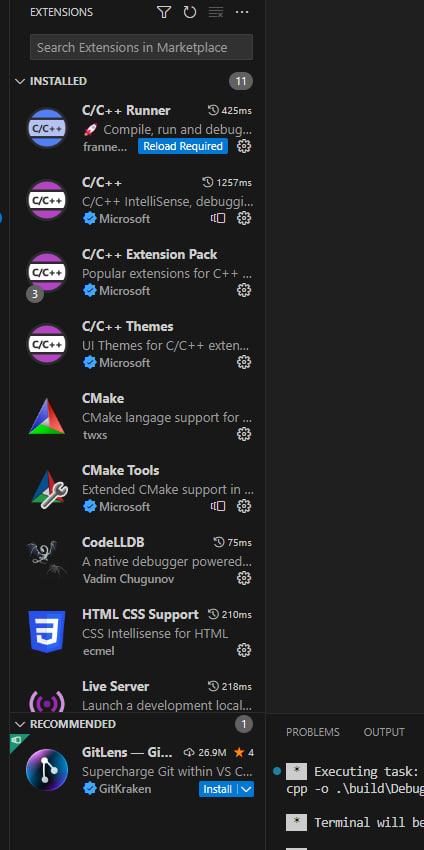 EXTENSIONS
Search Extensions in Marketplace
INSTALLED 11
C/C++ Runner 425ms
C/C++
🚀 Compile, run and debug...
franne... Reload Required
C/C++ 1257ms
C/C++
C/C++ IntelliSense, debuggi...
Microsoft
C/C++ Extension Pack
C/C++
Popular extensions for C++ ...
3 Microsoft
C/C++ Themes
C/C++
UI Themes for C/C++ exten...
Microsoft
CMake
CMake langage support for ...
twxs
CMake Tools
Extended CMake support in ...
Microsoft
CodeLLDB 75ms
A native debugger powered...
Vadim Chugunov
HTML CSS Support 210ms
3
CSS Intellisense for HTML
ecmel
Live Server 218ms
Launch a development local...
RECOMMENDED 1
GitLens — Gi... 26.9M ★ 4
Supercharge Git within VS C...
GitKraken Install
PROBLEMS OUTPUT
* Executing task:
cpp -o .\build\Debug
* Terminal will be